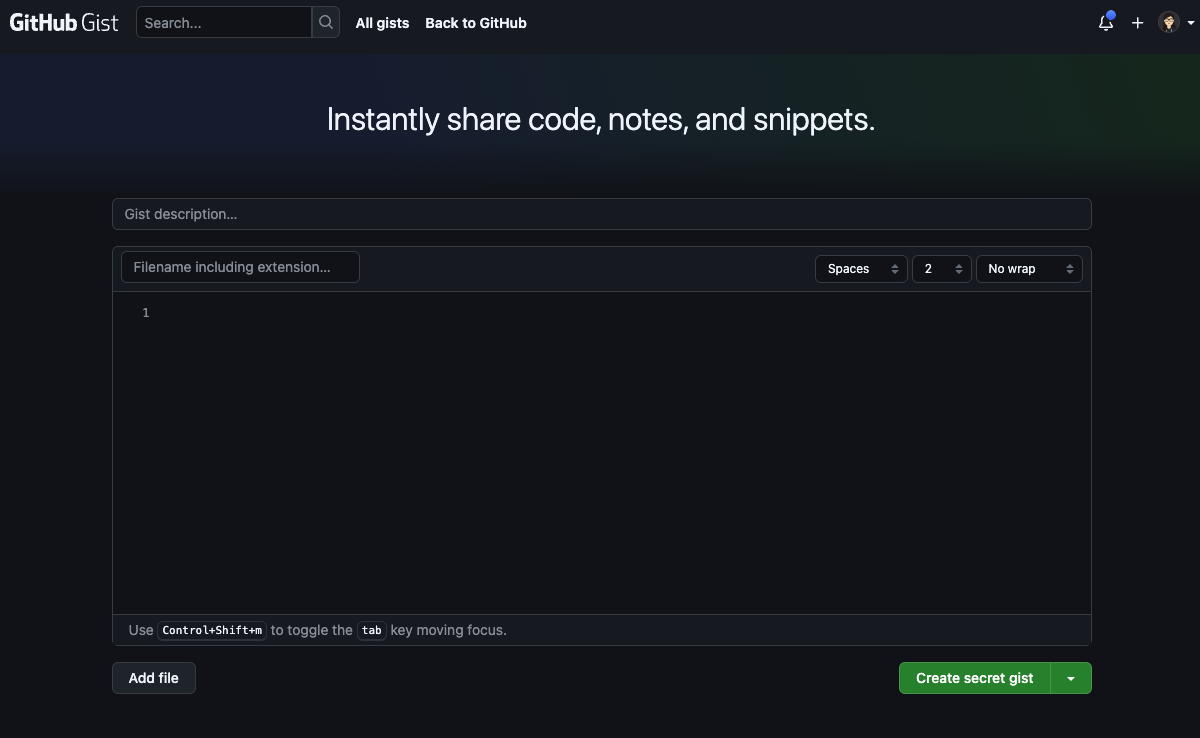 GitHub Gist Search... All gists Back to GitHub
Instantly share code, notes, and snippets.
Gist description...
Filename including extension... Spaces 2 No wrap
1
Use Control+Shift+m to toggle the tab key moving focus.
Add file Create secret gist